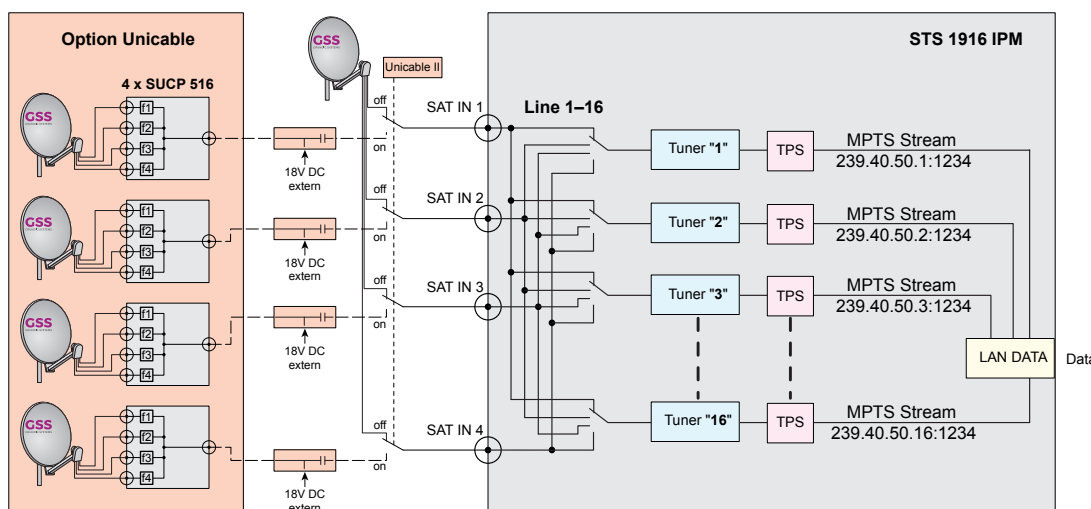 Option Unicable
4 x SUCP 516
GSS
f1
f2
f3
f4
GSS
f1
f2
f3
f4
GSS
f1
f2
f3
f4
GSS
f1
f2
f3
f4
18V DC
extern
18V DC
extern
18V DC
extern
18V DC
extern
GSS
Unicable II
off
on
off
on
off
on
off
on
SAT IN 1
SAT IN 2
SAT IN 3
SAT IN 4
STS 1916 IPM
Line 1–16
Tuner "1"
TPS
MPTS Stream
239.40.50.1:1234
Tuner "2"
TPS
MPTS Stream
239.40.50.2:1234
Tuner "3"
TPS
MPTS Stream
239.40.50.3:1234
Tuner "16"
TPS
MPTS Stream
239.40.50.16:1234
LAN DATA
Data